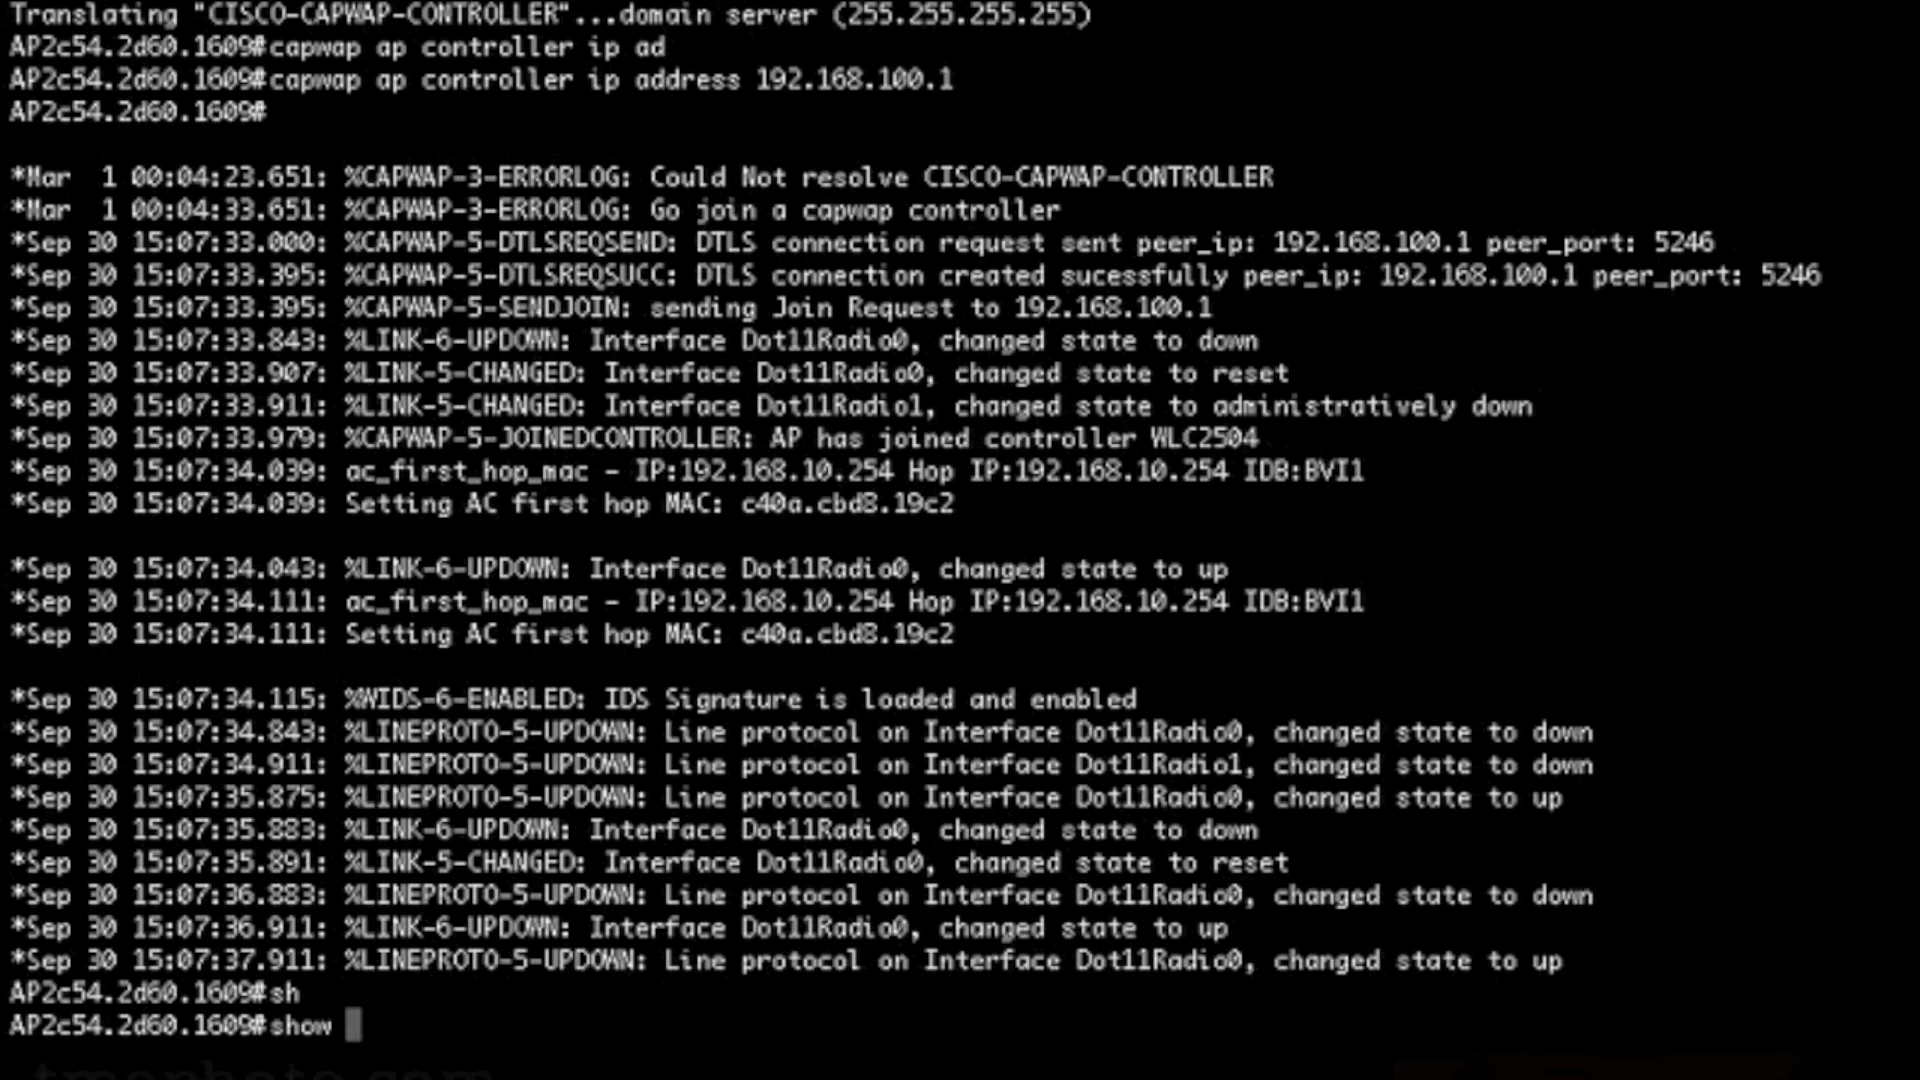 Translating "CISCO-CAPWAP-CONTROLLER"...domain server (255.255.255.255)
AP2c54.2d60.1609#capwap ap controller ip ad
AP2c54.2d60.1609#capwap ap controller ip address 192.168.100.1
AP2c54.2d60.1609#
*Mar  1 00:04:23.651: %CAPWAP-3-ERRORLOG: Could Not resolve CISCO-CAPWAP-CONTROLLER
*Mar  1 00:04:33.651: %CAPWAP-3-ERRORLOG: Go join a capwap controller
*Sep 30 15:07:33.000: %CAPWAP-5-DTLSREQSEND: DTLS connection request sent peer_ip: 192.168.100.1 peer_port: 5246
*Sep 30 15:07:33.395: %CAPWAP-5-DTLSREQSUCC: DTLS connection created sucessfully peer_ip: 192.168.100.1 peer_port: 5246
*Sep 30 15:07:33.395: %CAPWAP-5-SENDJOIN: sending Join Request to 192.168.100.1
*Sep 30 15:07:33.843: %LINK-6-UPDOWN: Interface Dot11Radio0, changed state to down
*Sep 30 15:07:33.907: %LINK-5-CHANGED: Interface Dot11Radio0, changed state to reset
*Sep 30 15:07:33.911: %LINK-5-CHANGED: Interface Dot11Radio1, changed state to administratively down
*Sep 30 15:07:33.979: %CAPWAP-5-JOINEDCONTROLLER: AP has joined controller WLC2504
*Sep 30 15:07:34.039: ac_first_hop_mac - IP:192.168.10.254 Hop IP:192.168.10.254 IDB:BVI1
*Sep 30 15:07:34.039: Setting AC first hop MAC: c40a.cbd8.19c2
*Sep 30 15:07:34.043: %LINK-6-UPDOWN: Interface Dot11Radio0, changed state to up
*Sep 30 15:07:34.111: ac_first_hop_mac - IP:192.168.10.254 Hop IP:192.168.10.254 IDB:BVI1
*Sep 30 15:07:34.111: Setting AC first hop MAC: c40a.cbd8.19c2
*Sep 30 15:07:34.115: %WIDS-6-ENABLED: IDS Signature is loaded and enabled
*Sep 30 15:07:34.843: %LINEPROTO-5-UPDOWN: Line protocol on Interface Dot11Radio0, changed state to down
*Sep 30 15:07:34.911: %LINEPROTO-5-UPDOWN: Line protocol on Interface Dot11Radio1, changed state to down
*Sep 30 15:07:35.875: %LINEPROTO-5-UPDOWN: Line protocol on Interface Dot11Radio0, changed state to up
*Sep 30 15:07:35.883: %LINK-6-UPDOWN: Interface Dot11Radio0, changed state to down
*Sep 30 15:07:35.891: %LINK-5-CHANGED: Interface Dot11Radio0, changed state to reset
*Sep 30 15:07:36.883: %LINEPROTO-5-UPDOWN: Line protocol on Interface Dot11Radio0, changed state to down
*Sep 30 15:07:36.911: %LINK-6-UPDOWN: Interface Dot11Radio0, changed state to up
*Sep 30 15:07:37.911: %LINEPROTO-5-UPDOWN: Line protocol on Interface Dot11Radio0, changed state to up
AP2c54.2d60.1609#sh
AP2c54.2d60.1609#show